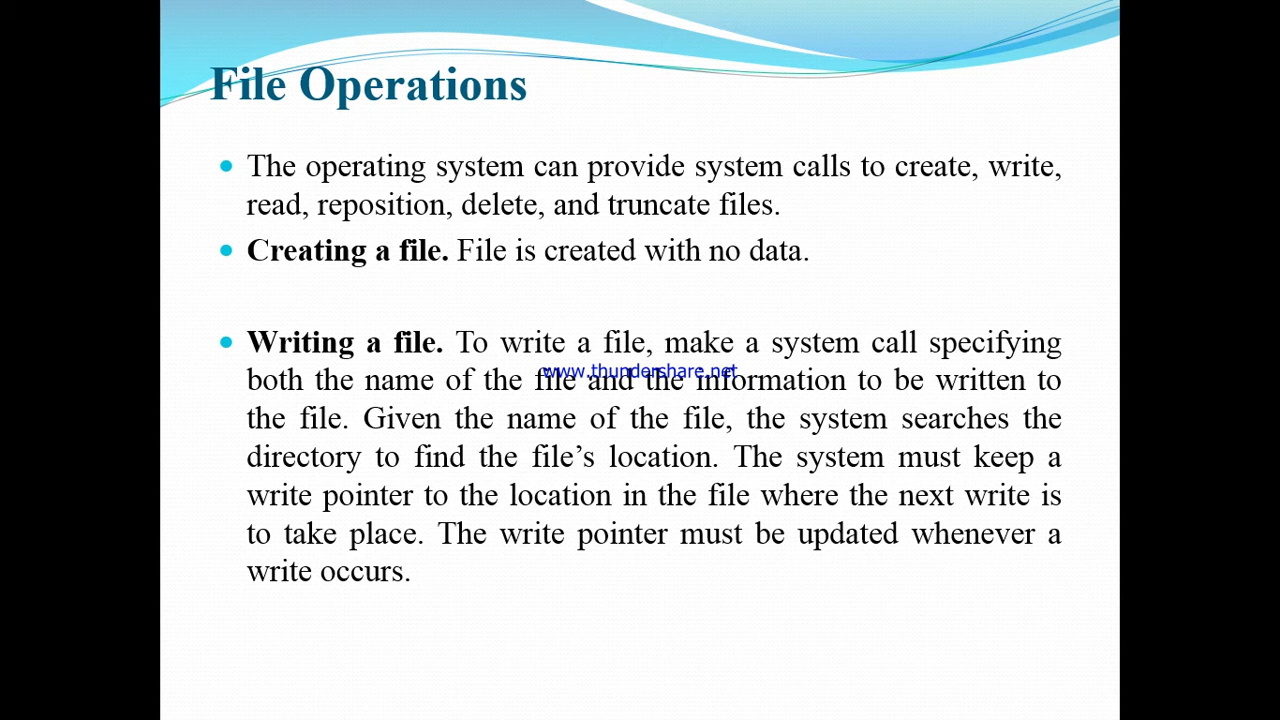 File Operations
The operating system can provide system calls to create, write,
read, reposition, delete, and truncate files.
Creating a file. File is created with no data.
Writing a file. To write a file, make a system call specifying
www.thundershare.net
both the name of the file and the information to be written to
the file. Given the name of the file, the system searches the
directory to find the file’s location. The system must keep a
write pointer to the location in the file where the next write is
to take place. The write pointer must be updated whenever a
write occurs.